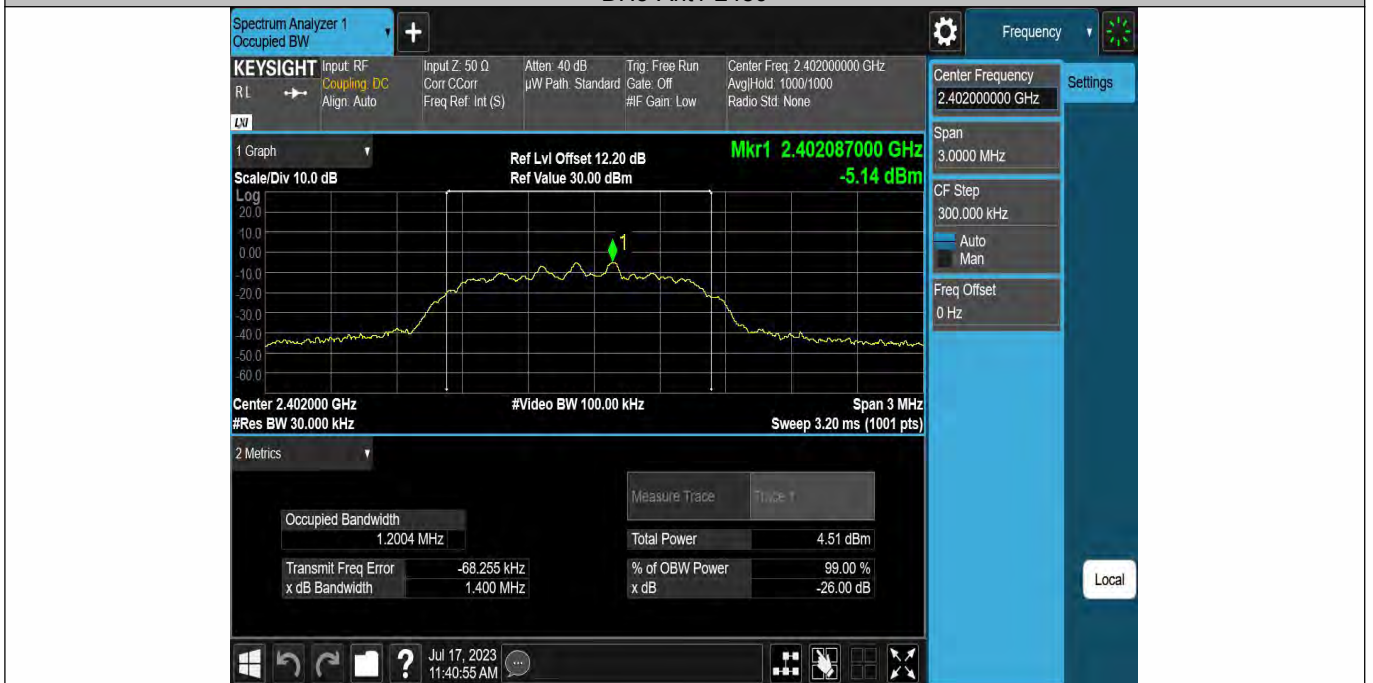 Spectrum Analyzer 1
Occupied BW
Frequency
KEYSIGHT
RL
LXI
Input: RF
Coupling: DC
Align: Auto
Input Z: 50 Ω
Corr CCorr
Freq Ref: Int (S)
Atten: 40 dB
µW Path: Standard
Trig: Free Run
Gate: Off
#IF Gain: Low
Center Freq: 2.402000000 GHz
Avg|Hold: 1000/1000
Radio Std: None
Center Frequency
2.402000000 GHz
Settings
Span
3.0000 MHz
CF Step
300.000 kHz
Auto
Man
Freq Offset
0 Hz
Local
1 Graph
Scale/Div 10.0 dB
Ref Lvl Offset 12.20 dB
Ref Value 30.00 dBm
Mkr1 2.402087000 GHz
-5.14 dBm
Log
20.0
10.0
0.00
-10.0
-20.0
-30.0
-40.0
-50.0
-60.0
1
Center 2.402000 GHz
#Video BW 100.00 kHz
Span 3 MHz
#Res BW 30.000 kHz
Sweep 3.20 ms (1001 pts)
2 Metrics
Measure Trace
Trace 1
Occupied Bandwidth
1.2004 MHz
Total Power 4.51 dBm
Transmit Freq Error -68.255 kHz
% of OBW Power 99.00 %
x dB Bandwidth 1.400 MHz
x dB -26.00 dB
?
Jul 17, 2023
11:40:55 AM